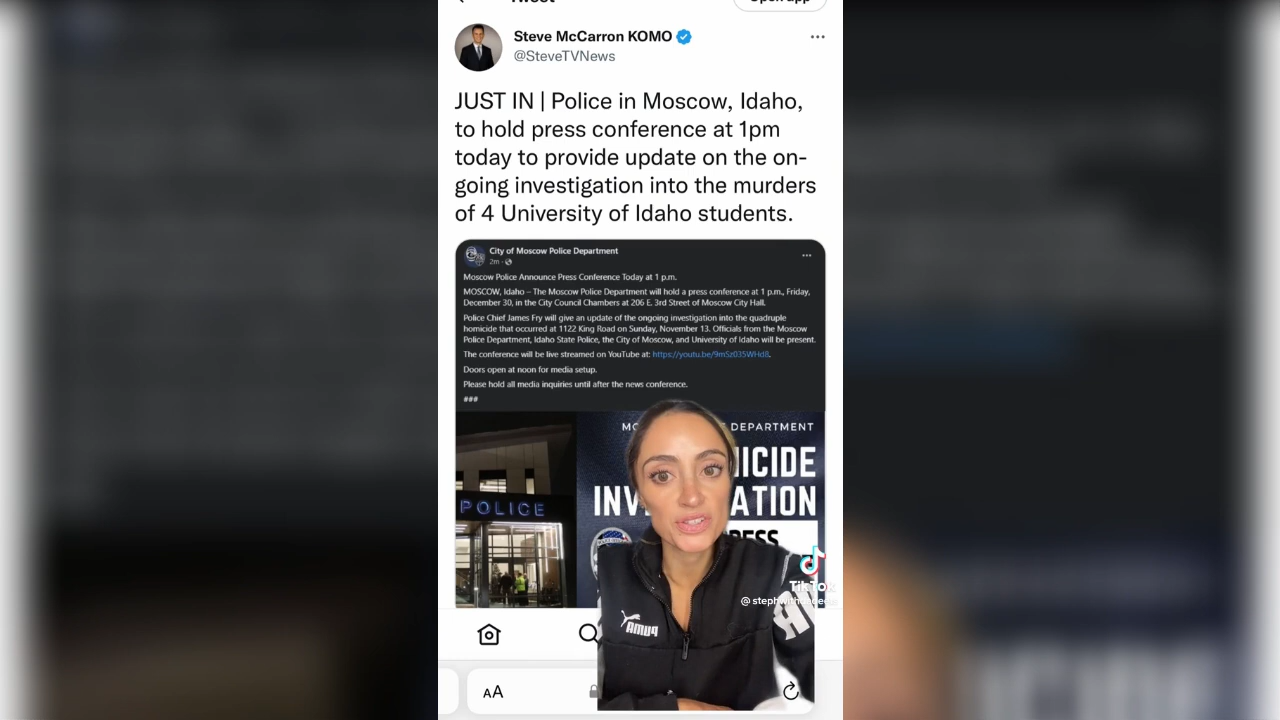 Steve McCarron KOMO
@SteveTVNews
JUST IN | Police in Moscow, Idaho,
to hold press conference at 1pm
today to provide update on the on-
going investigation into the murders
of 4 University of Idaho students.
City of Moscow Police Department
2m ·
Moscow Police Announce Press Conference Today at 1 p.m.
MOSCOW, Idaho – The Moscow Police Department will hold a press conference at 1 p.m., Friday,
December 30, in the City Council Chambers at 206 E. 3rd Street of Moscow City Hall.
Police Chief James Fry will give an update of the ongoing investigation into the quadruple
homicide that occurred at 1122 King Road on Sunday, November 13. Officials from the Moscow
Police Department, Idaho State Police, the City of Moscow, and University of Idaho will be present.
The conference will be live streamed on YouTube at: https://youtu.be/9mSz035WHd8.
Doors open at noon for media setup.
Please hold all media inquiries until after the news conference.
###
DEPARTMENT
POLICE
PUMA
TikTok
AA